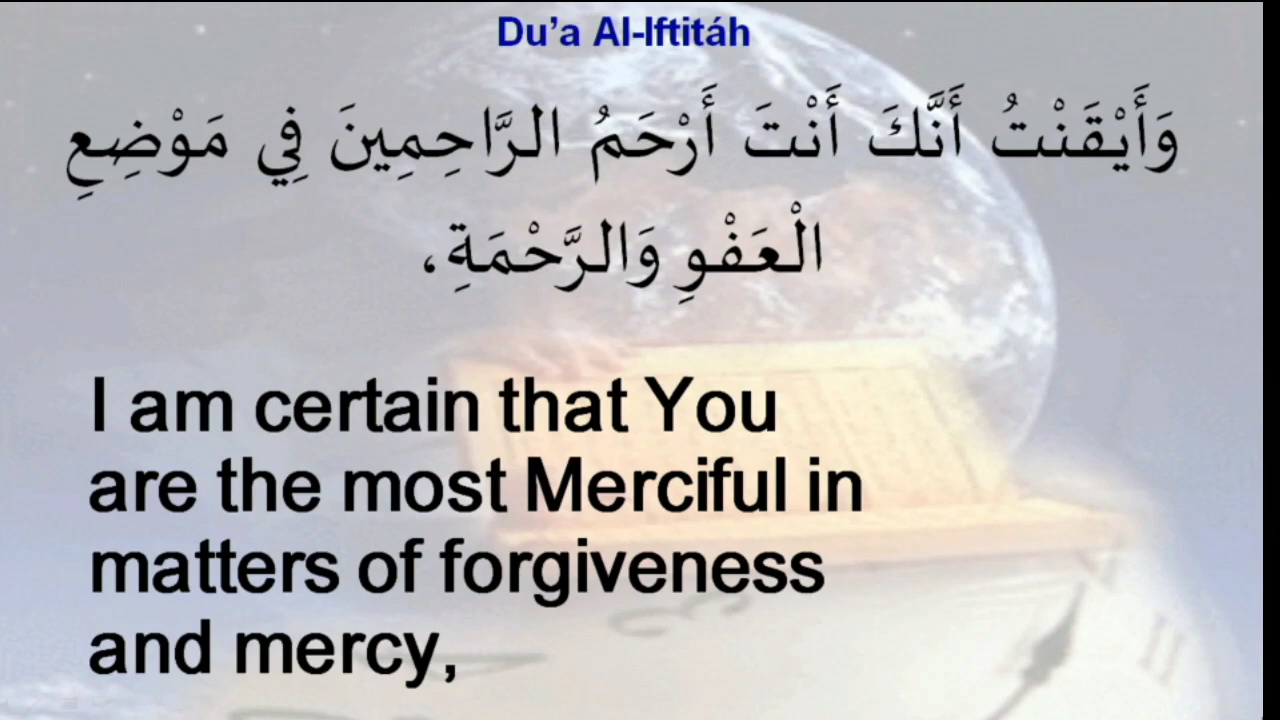 Du’a Al-Iftitáh
وَأَيْقَنْتُ أَنَّكَ أَنْتَ أَرْحَمُ الرَّاحِمِينَ فِي مَوْضِعِ
الْعَفْوِ وَالرَّحْمَةِ،
I am certain that You
are the most Merciful in
matters of forgiveness
and mercy,